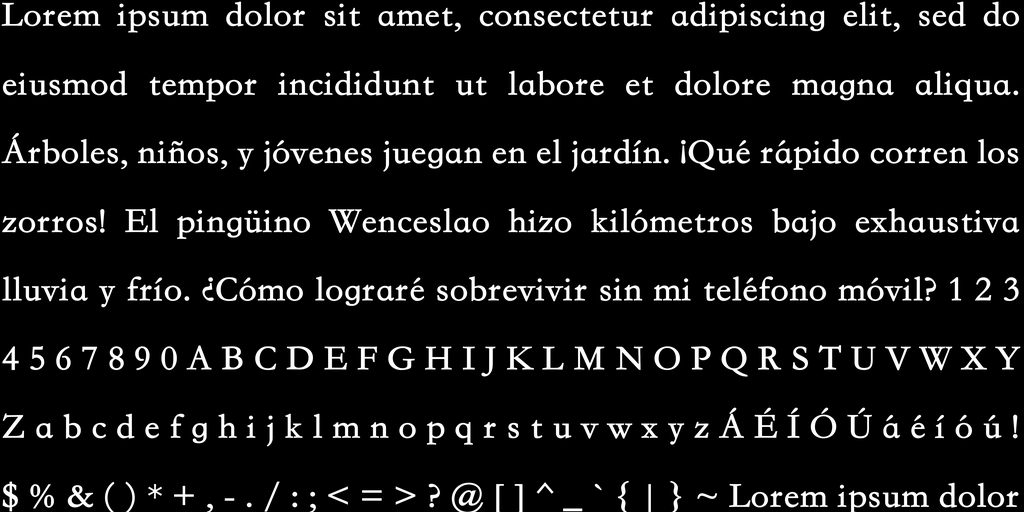 Lorem ipsum dolor sit amet, consectetur adipiscing elit, sed do
eiusmod tempor incididunt ut labore et dolore magna aliqua.
Árboles, niños, y jóvenes juegan en el jardín. ¡Qué rápido corren los
zorros! El pingüino Wenceslao hizo kilómetros bajo exhaustiva
lluvia y frío. ¿Cómo lograré sobrevivir sin mi teléfono móvil? 1 2 3
4 5 6 7 8 9 0 A B C D E F G H I J K L M N O P Q R S T U V W X Y
Z a b c d e f g h i j k l m n o p q r s t u v w x y z Á É Í Ó Ú á é í ó ú !
$ % & ( ) * + , - . / : ; < = > ? @ [ ] ^ _ ` { | } ~ Lorem ipsum dolor